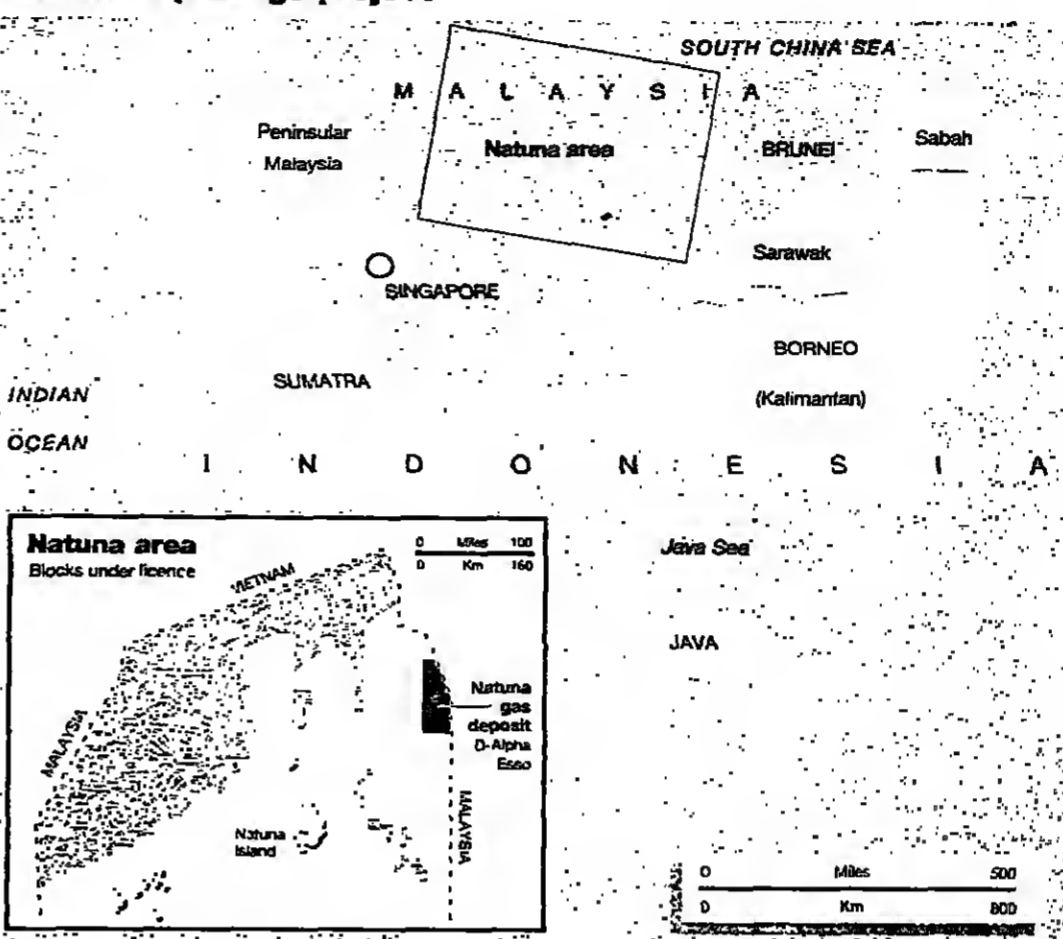 SOUTH CHINA SEA
MALAYSIA
Peninsular
Malaysia
Natuna area
BRUNEI
Sabah
Sarawak
SINGAPORE
BORNEO
(Kalimantan)
SUMATRA
INDIAN
OCEAN
INDONESIA
Java Sea
JAVA
Natuna area
Blocks under licence
0 Miles 100
0 Km 160
VIETNAM
MALAYSIA
Natuna
gas
deposit
D-Alpha
Esso
MALAYSIA
Natuna
Island
0 Miles 500
0 Km 800